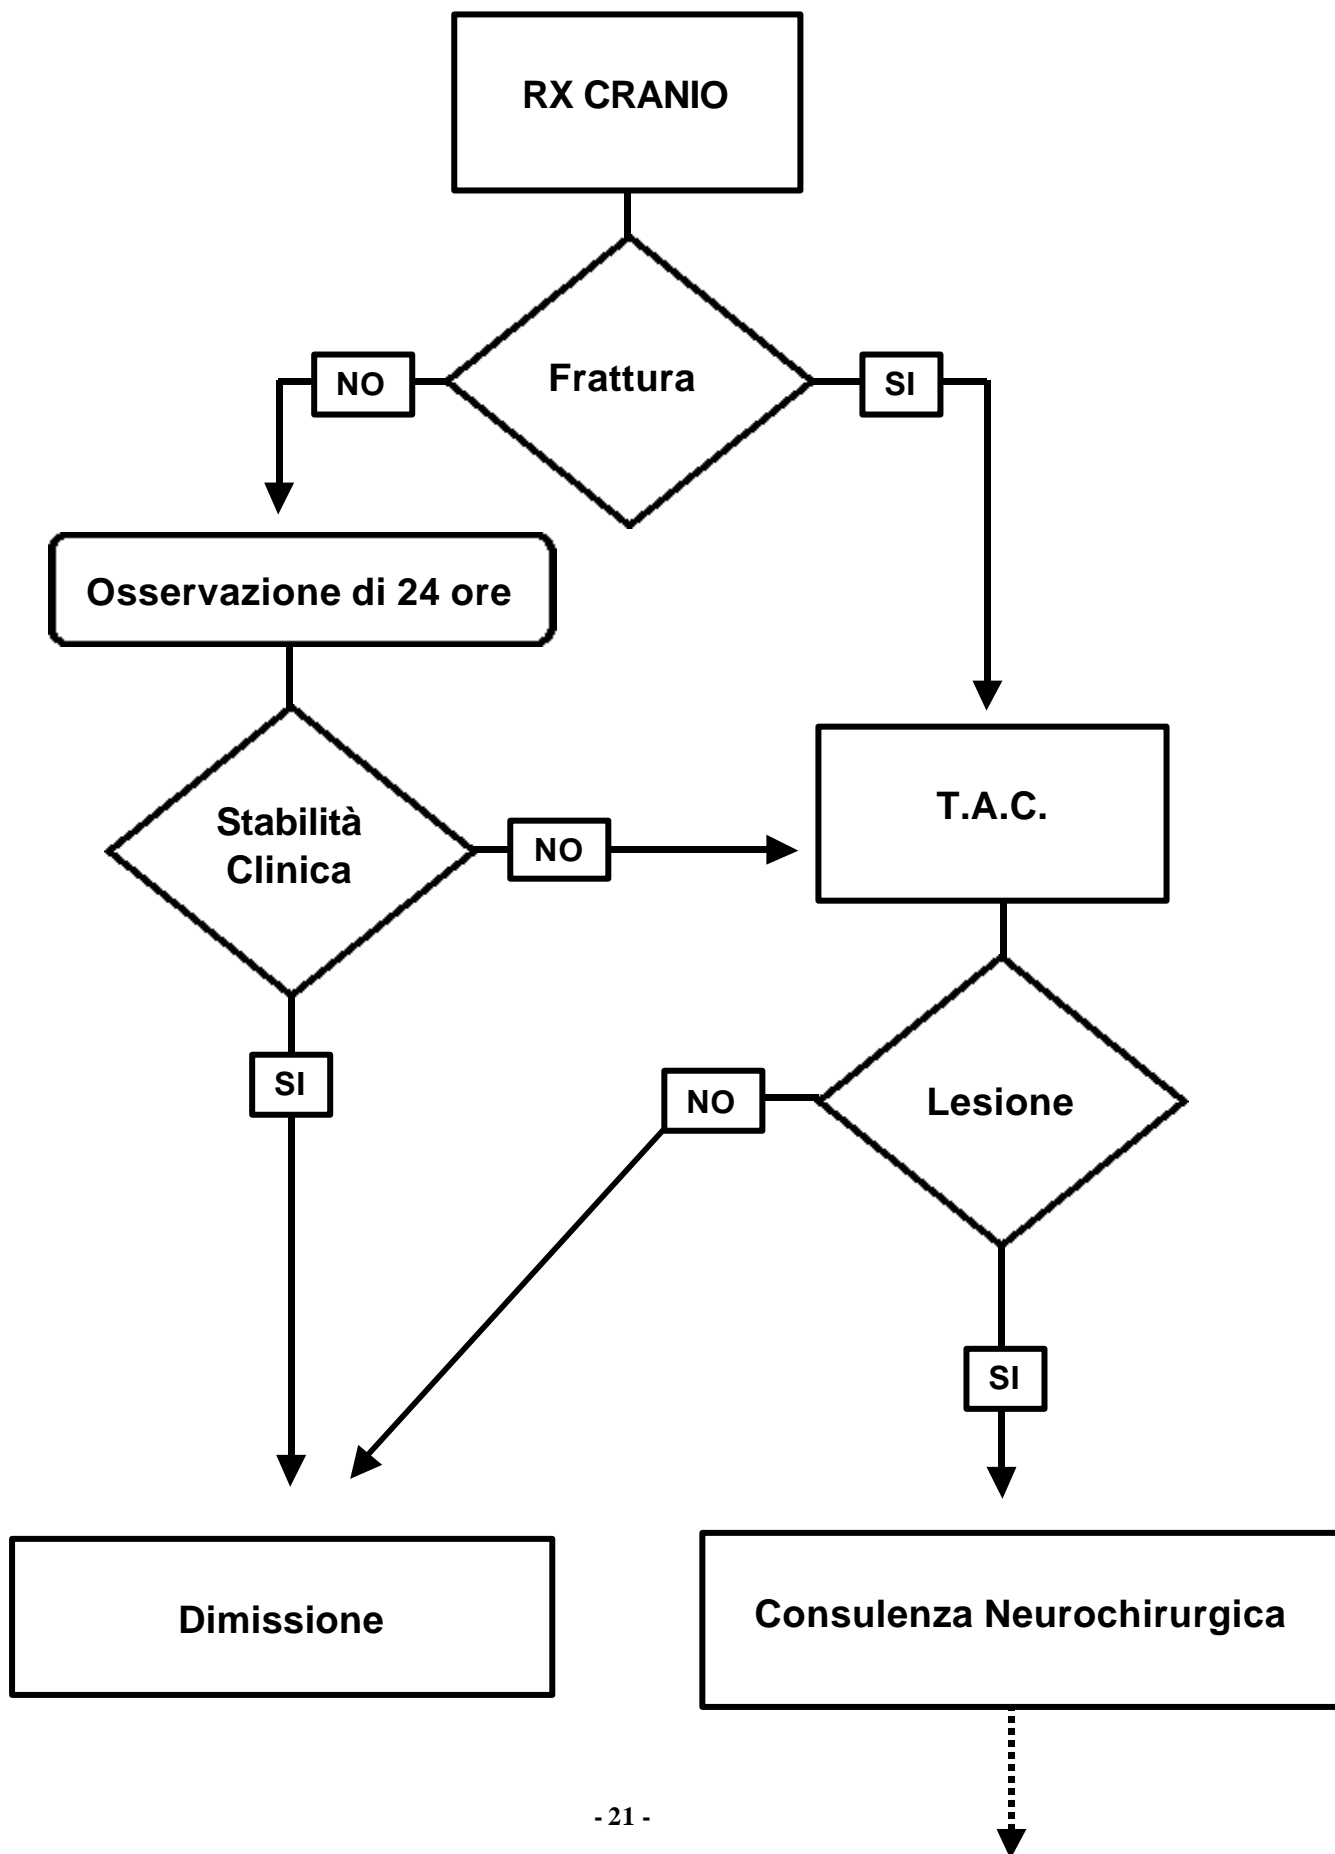 RX CRANIO
Frattura
NO
SI
Osservazione di 24 ore
Stabilità
Clinica
NO
T.A.C.
SI
NO
Lesione
SI
Dimissione
Consulenza Neurochirurgica
- 21 -